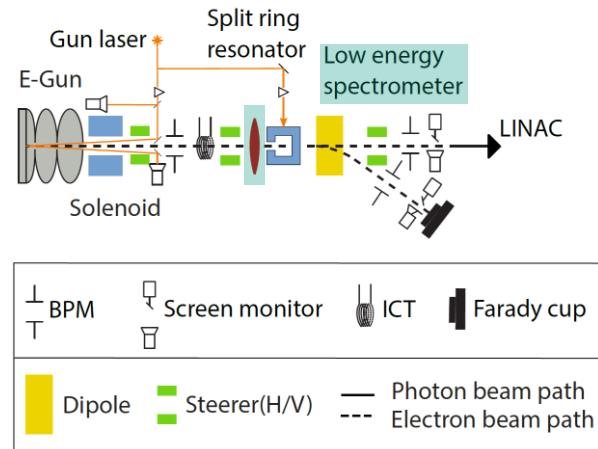 Split ring
resonator
Gun laser
E-Gun
Low energy
spectrometer
LINAC
Solenoid
BPM
Screen monitor
ICT
Farady cup
Dipole
Steerer(H/V)
Photon beam path
Electron beam path